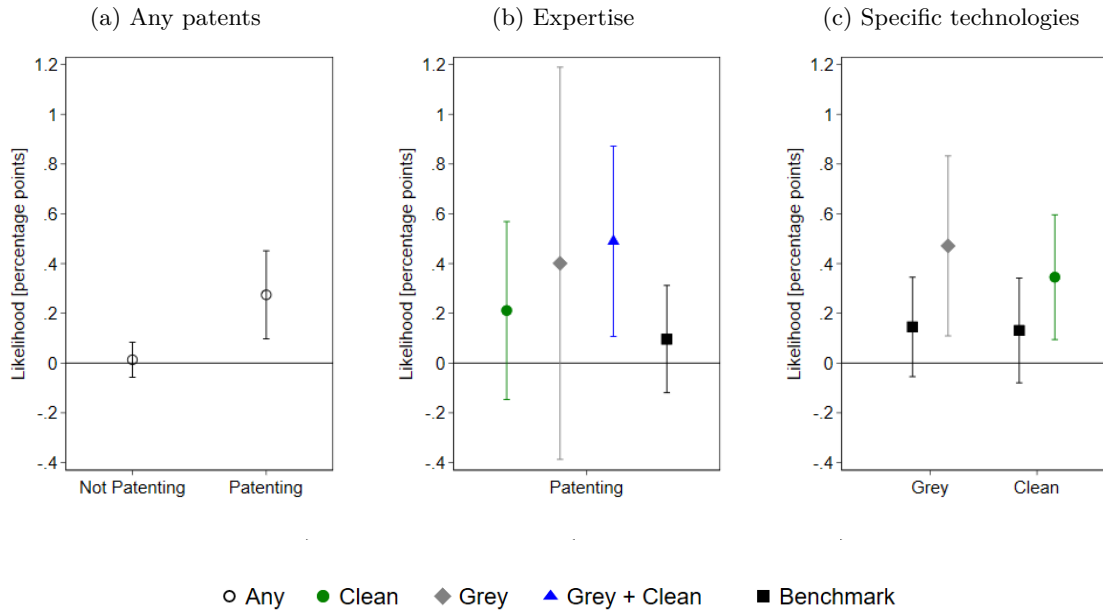 (a) Any patents
(b) Expertise
(c) Specific technologies
Likelihood [percentage points]
1.2
1
.8
.6
.4
.2
0
-.2
-.4
Not Patenting Patenting
Likelihood [percentage points]
1.2
1
.8
.6
.4
.2
0
-.2
-.4
Patenting
Likelihood [percentage points]
1.2
1
.8
.6
.4
.2
0
-.2
-.4
Grey Clean
Any Clean Grey Grey + Clean Benchmark